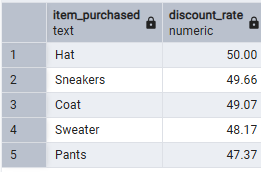 item_purchased discount_rate
text numeric
1 Hat 50.00
2 Sneakers 49.66
3 Coat 49.07
4 Sweater 48.17
5 Pants 47.37